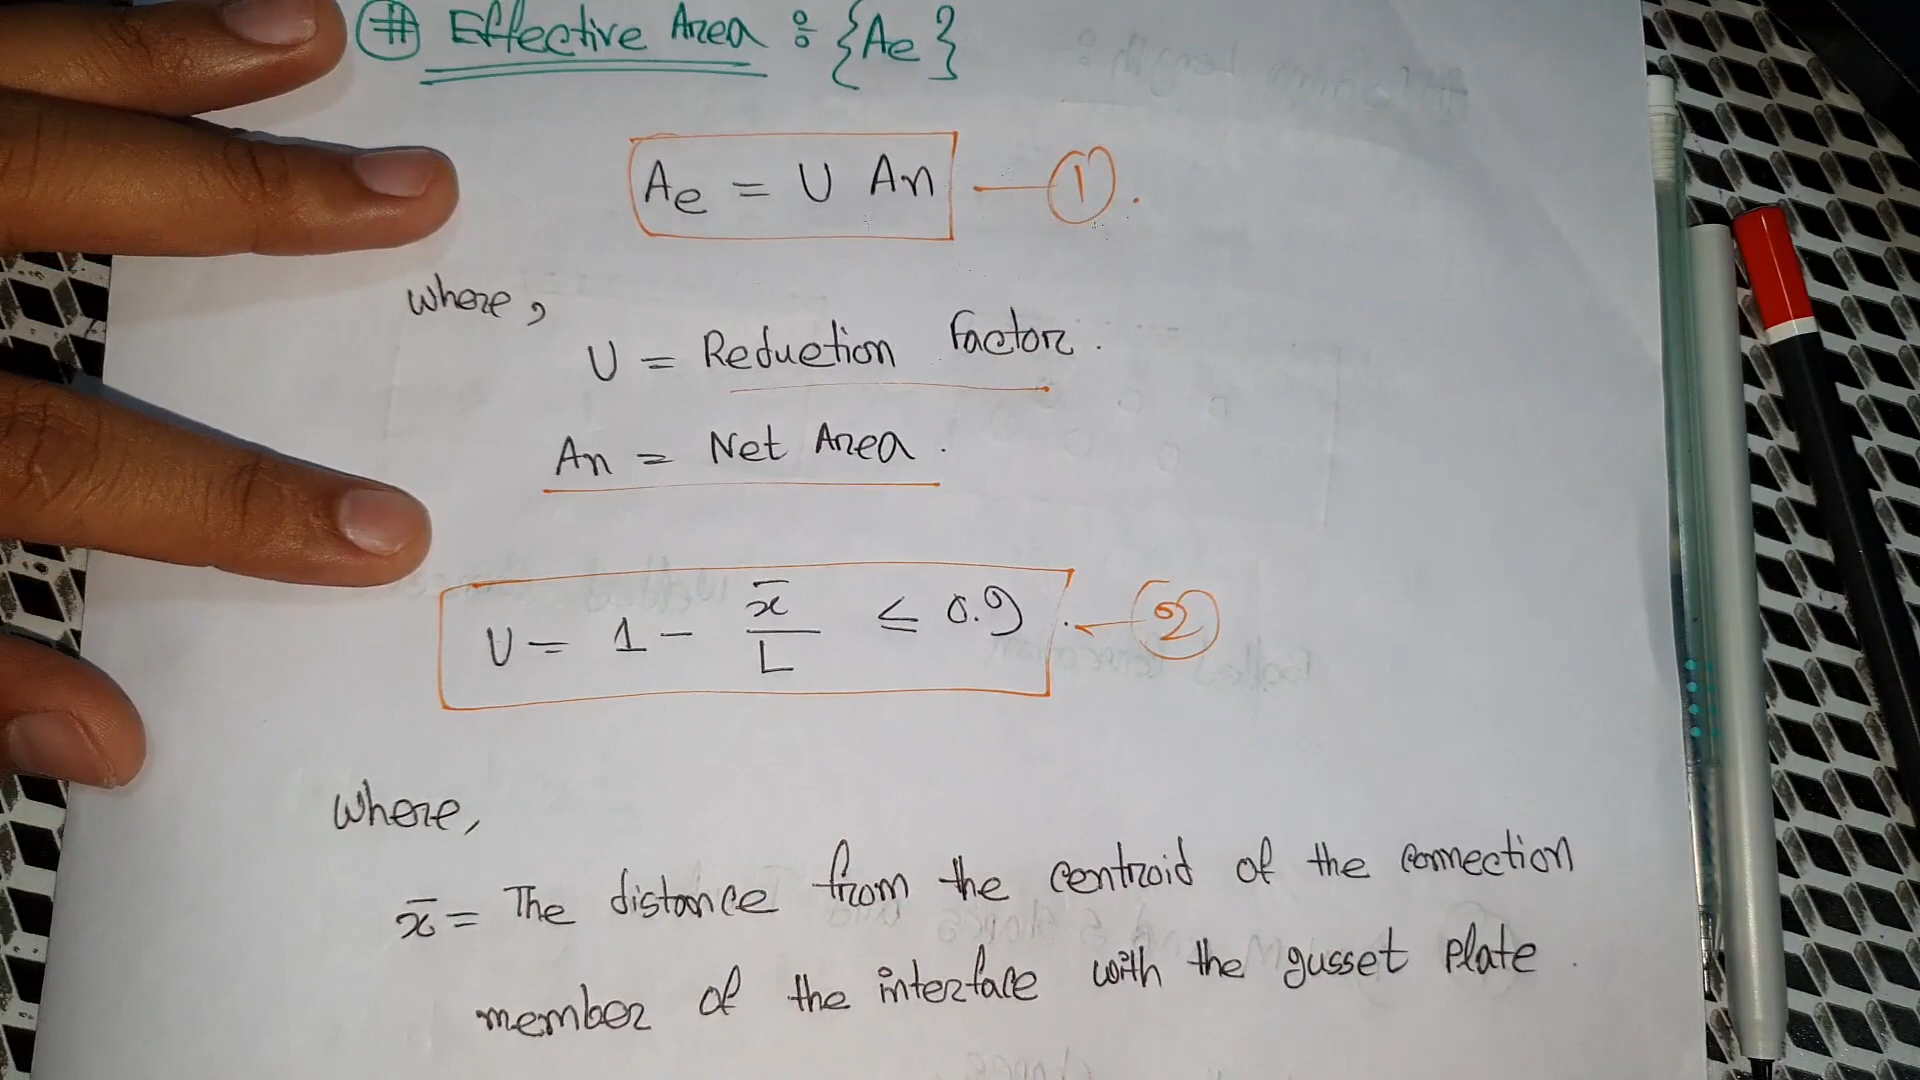 # Effective Area : {Ae}
Ae = U An — 1.
where,
U = Reduction factor.
An = Net Area.
U = 1 - x̄/L ≤ 0.9. ← 2
where,
x̄ = The distance from the centroid of the connection
member of the interface with the gusset plate.